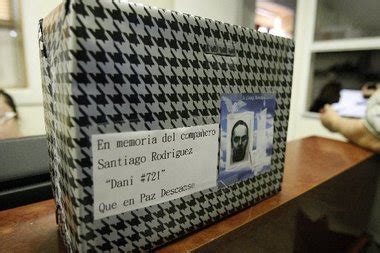 En memoria del compañero
Santiago Rodriguez
"Dani #721"
Que en Paz Descanse